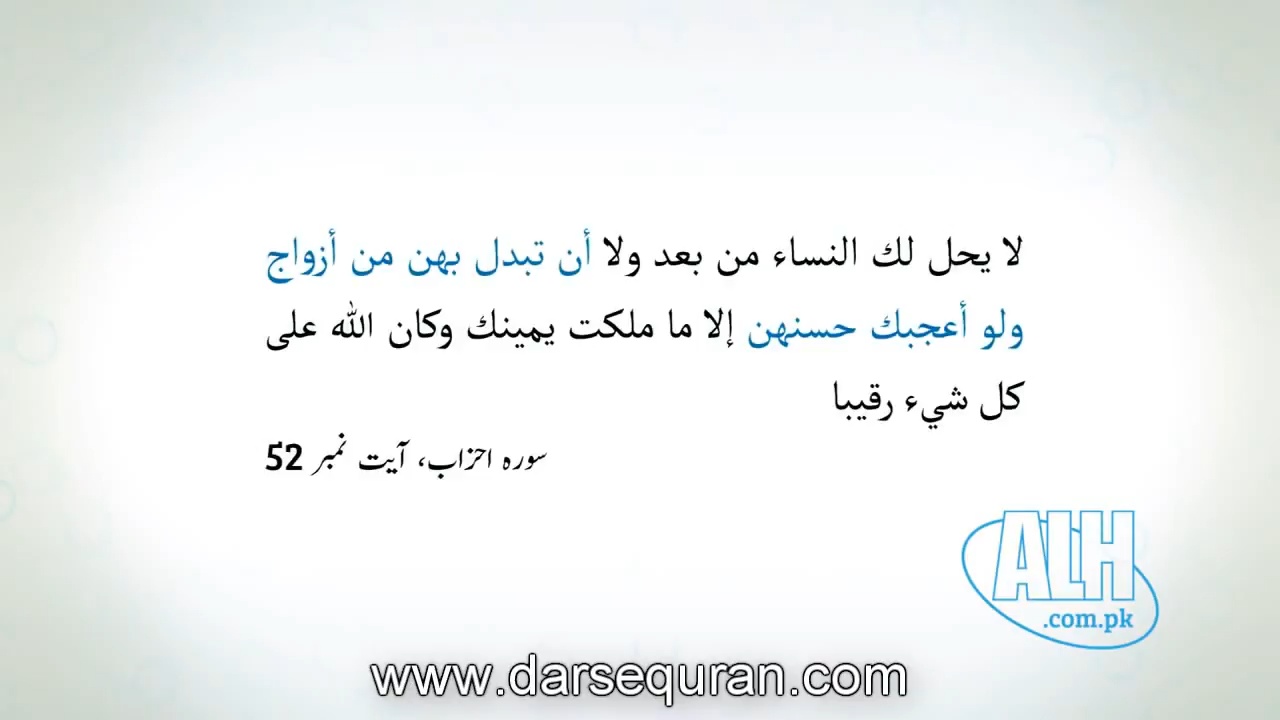 لا يحل لك النساء من بعد ولا أن تبدل بهن من أزواج
ولو أعجبك حسنهن إلا ما ملكت يمينك وكان الله على
كل شيء رقيبا
سورہ احزاب، آیت نمبر 52
ALH
.com.pk
www.darsequran.com